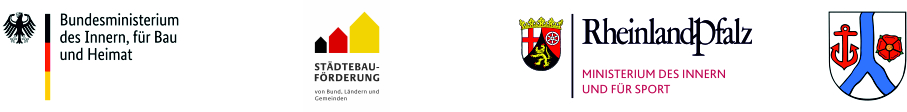 Bundesministerium
des Innern, für Bau
und Heimat
STÄDTEBAU-
FÖRDERUNG
von Bund, Ländern und
Gemeinden
RheinlandPfalz
MINISTERIUM DES INNERN
UND FÜR SPORT